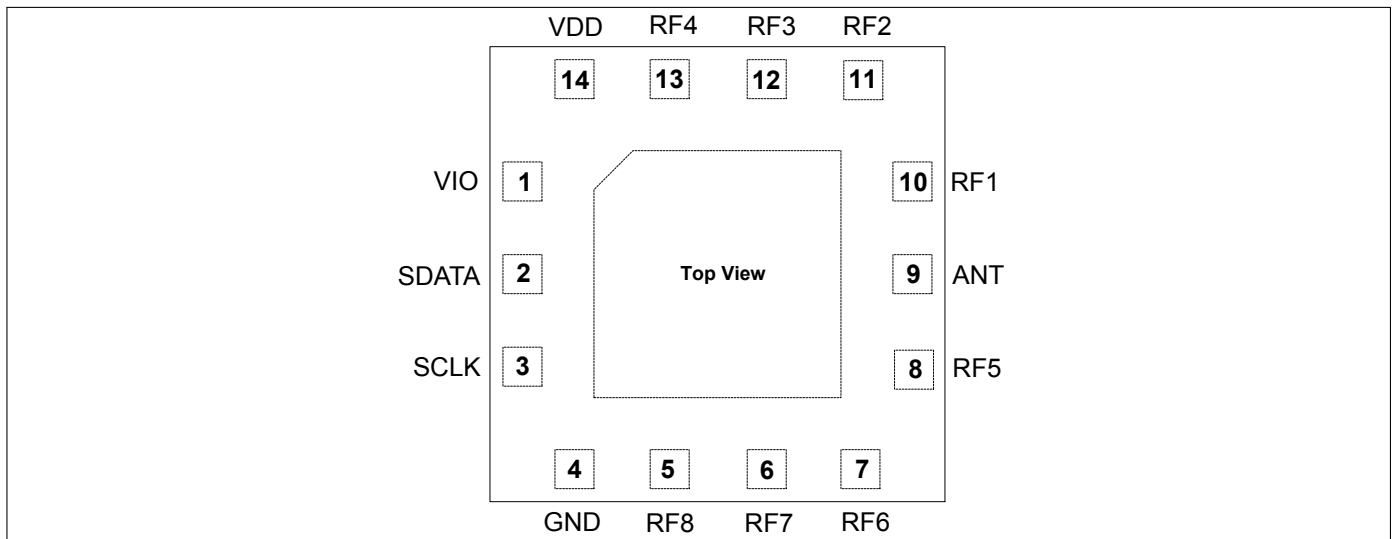 VDD RF4 RF3 RF2
14 13 12 11
VIO 1 10 RF1
SDATA 2 Top View 9 ANT
SCLK 3 8 RF5
4 5 6 7
GND RF8 RF7 RF6